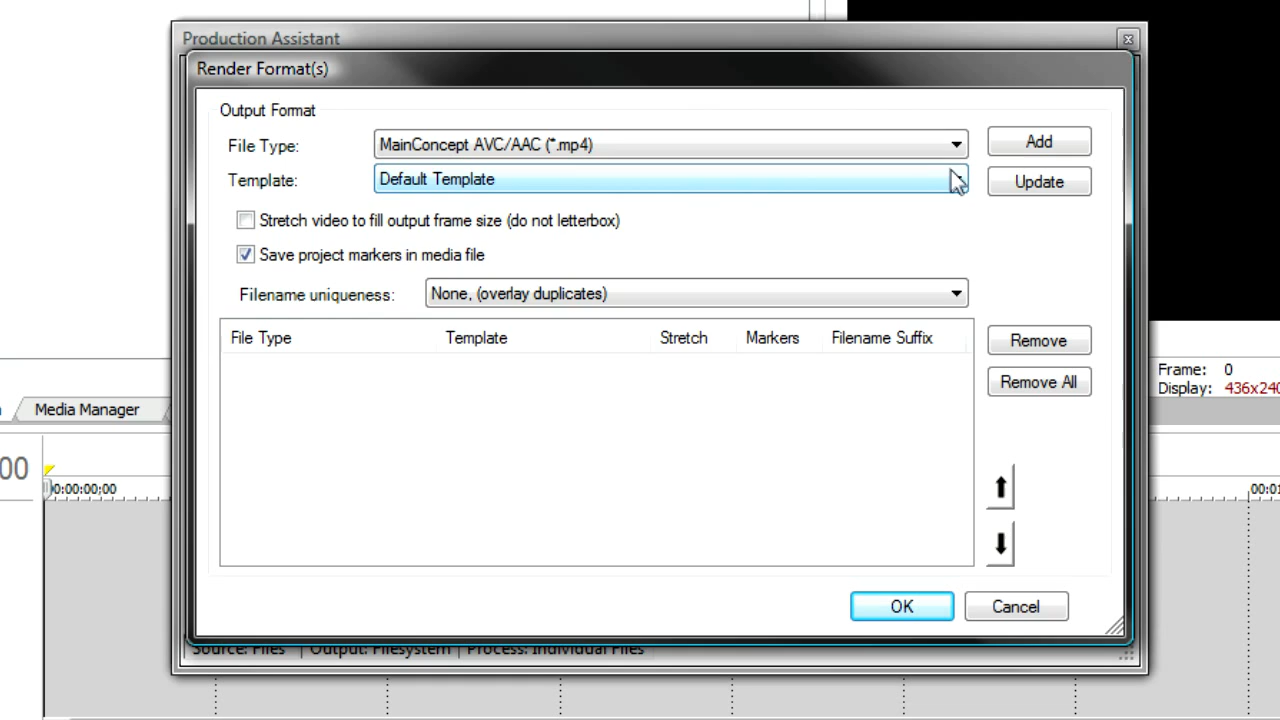 Production Assistant
Render Format(s)
Output Format
File Type: MainConcept AVC/AAC (*.mp4) Add
Template: Default Template Update
Stretch video to fill output frame size (do not letterbox)
Save project markers in media file
Filename uniqueness: None, (overlay duplicates)
File Type Template Stretch Markers Filename Suffix Remove
Remove All
Frame: 0
Display: 436x240
Media Manager
00
0:00:00;00
00:01
OK Cancel
Source: Files Output: Filesystem Process: Individual Files